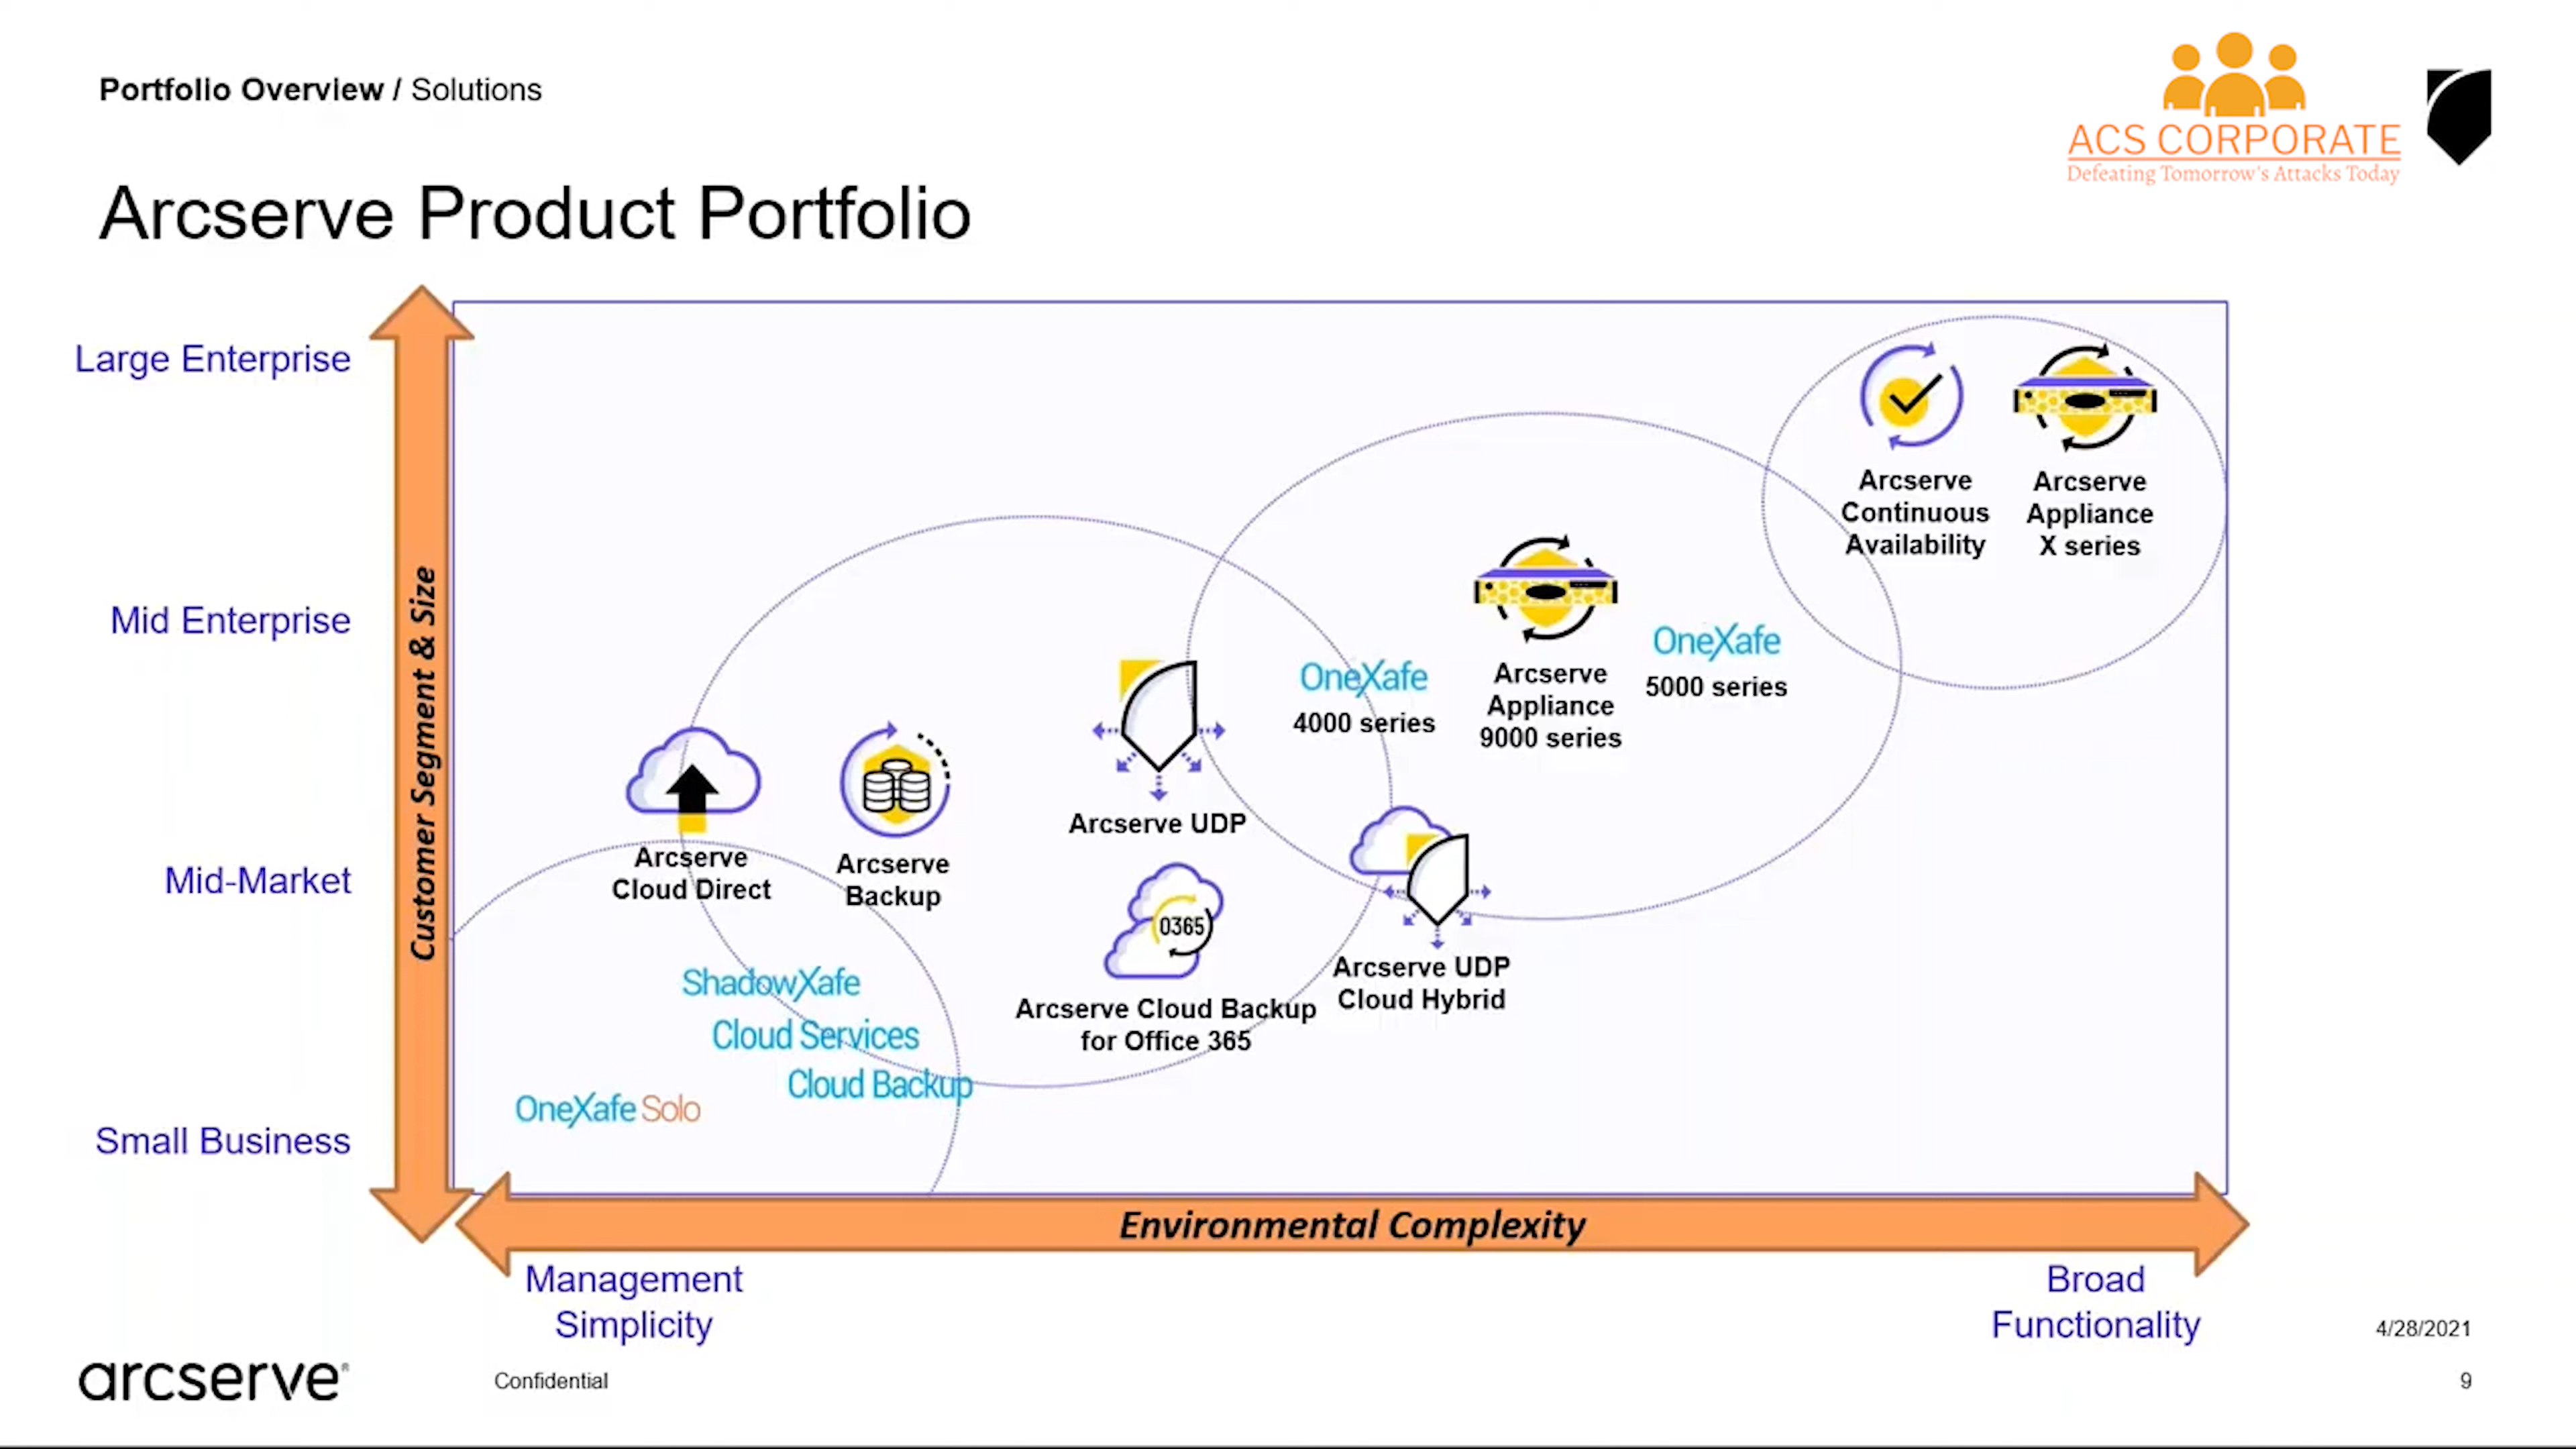 Portfolio Overview / Solutions
ACS CORPORATE
Defeating Tomorrow's Attacks Today
Arcserve Product Portfolio
Large Enterprise
Mid Enterprise
Mid-Market
Small Business
Customer Segment & Size
Arcserve
Continuous
Availability
Arcserve
Appliance
X series
OneXafe
4000 series
Arcserve
Appliance
9000 series
OneXafe
5000 series
Arcserve
Cloud Direct
Arcserve
Backup
Arcserve UDP
0365
Arcserve Cloud Backup
for Office 365
Arcserve UDP
Cloud Hybrid
ShadowXafe
Cloud Services
Cloud Backup
OneXafe Solo
Environmental Complexity
Management
Simplicity
Broad
Functionality
4/28/2021
arcserve®
Confidential
9